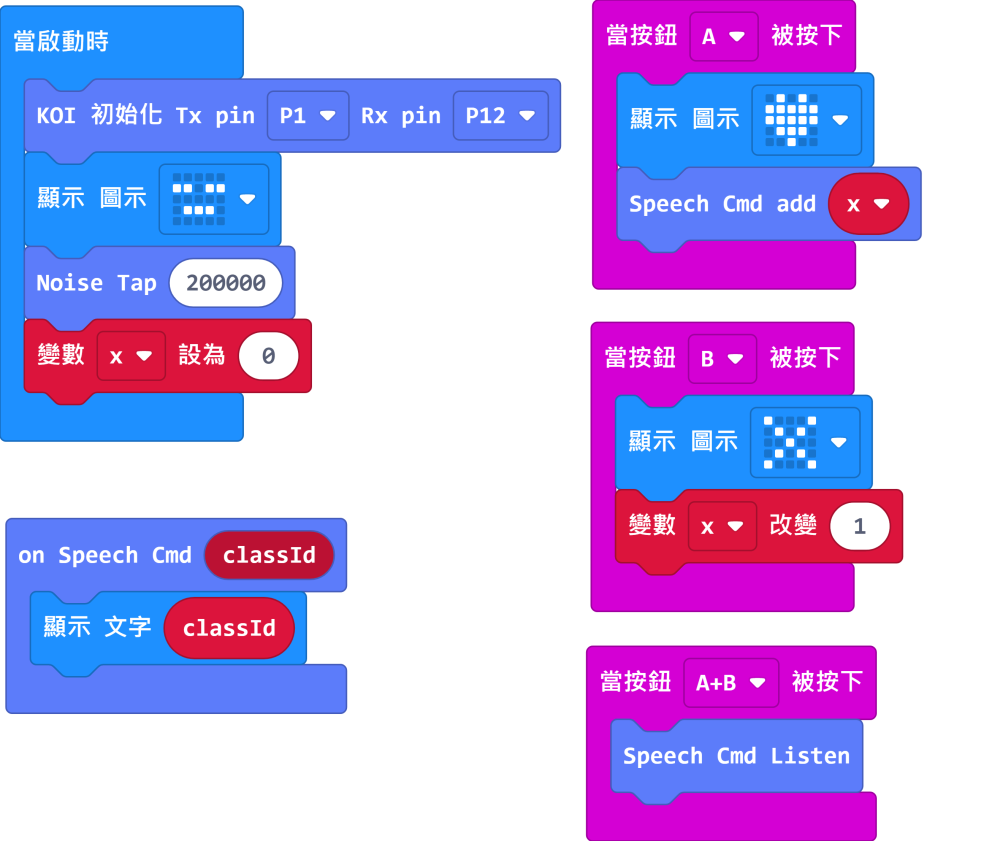 當啟動時
KOI 初始化 Tx pin P1 Rx pin P12
顯示 圖示
Noise Tap 200000
變數 x 設為 0
on Speech Cmd classId
顯示 文字 classId
當按鈕 A 被按下
顯示 圖示
Speech Cmd add x
當按鈕 B 被按下
顯示 圖示
變數 x 改變 1
當按鈕 A+B 被按下
Speech Cmd Listen